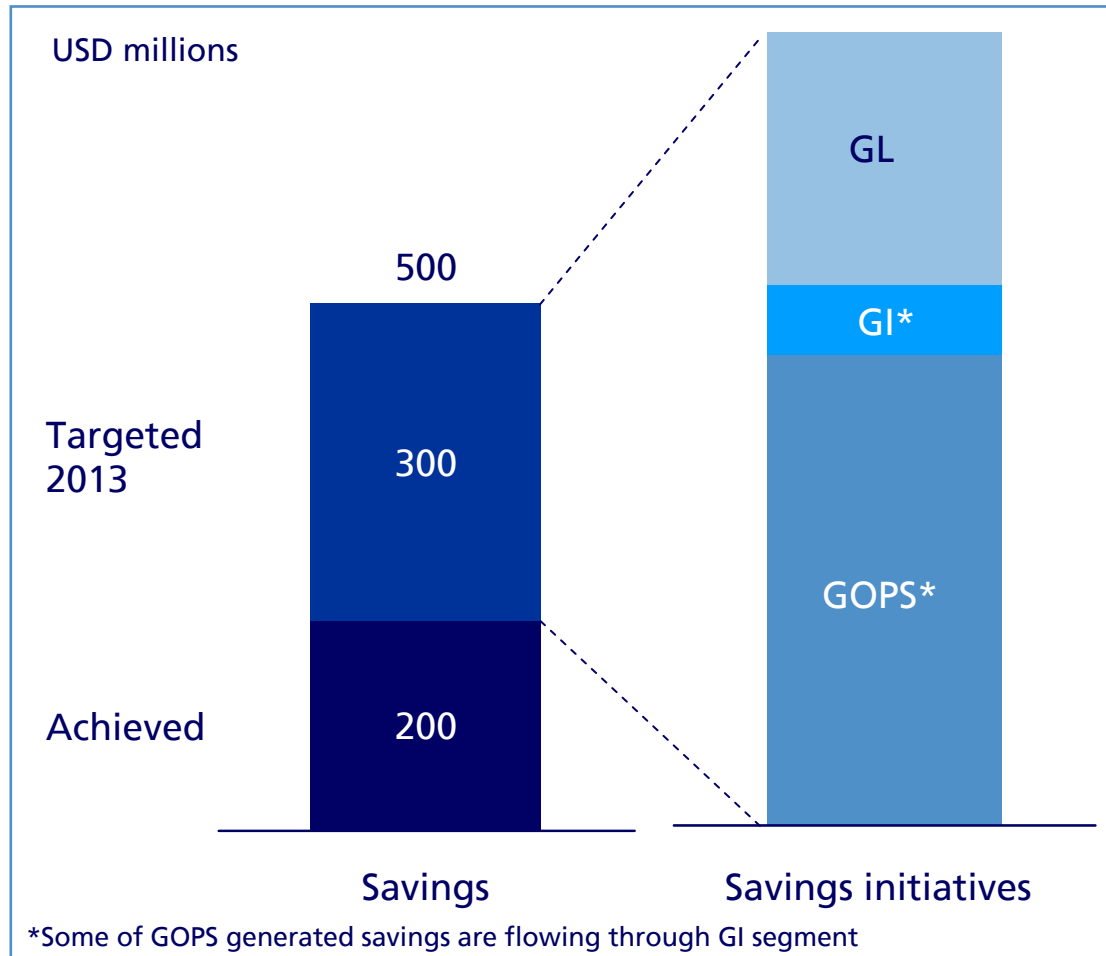 USD millions
GL
500
GI*
Targeted
2013
300
GOPS*
Achieved
200
Savings
Savings initiatives
*Some of GOPS generated savings are flowing through GI segment